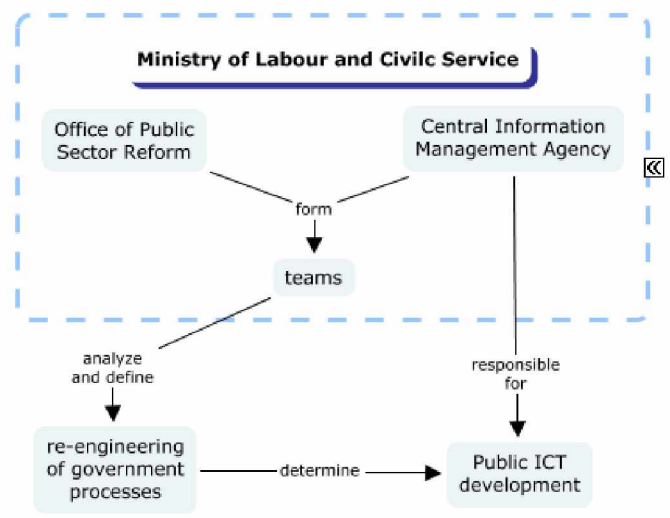 Ministry of Labour and Civilc Service
Office of Public
Sector Reform
Central Information
Management Agency
form
teams
analyze
and define
responsible
for
re-engineering
of government
processes
determine
Public ICT
development